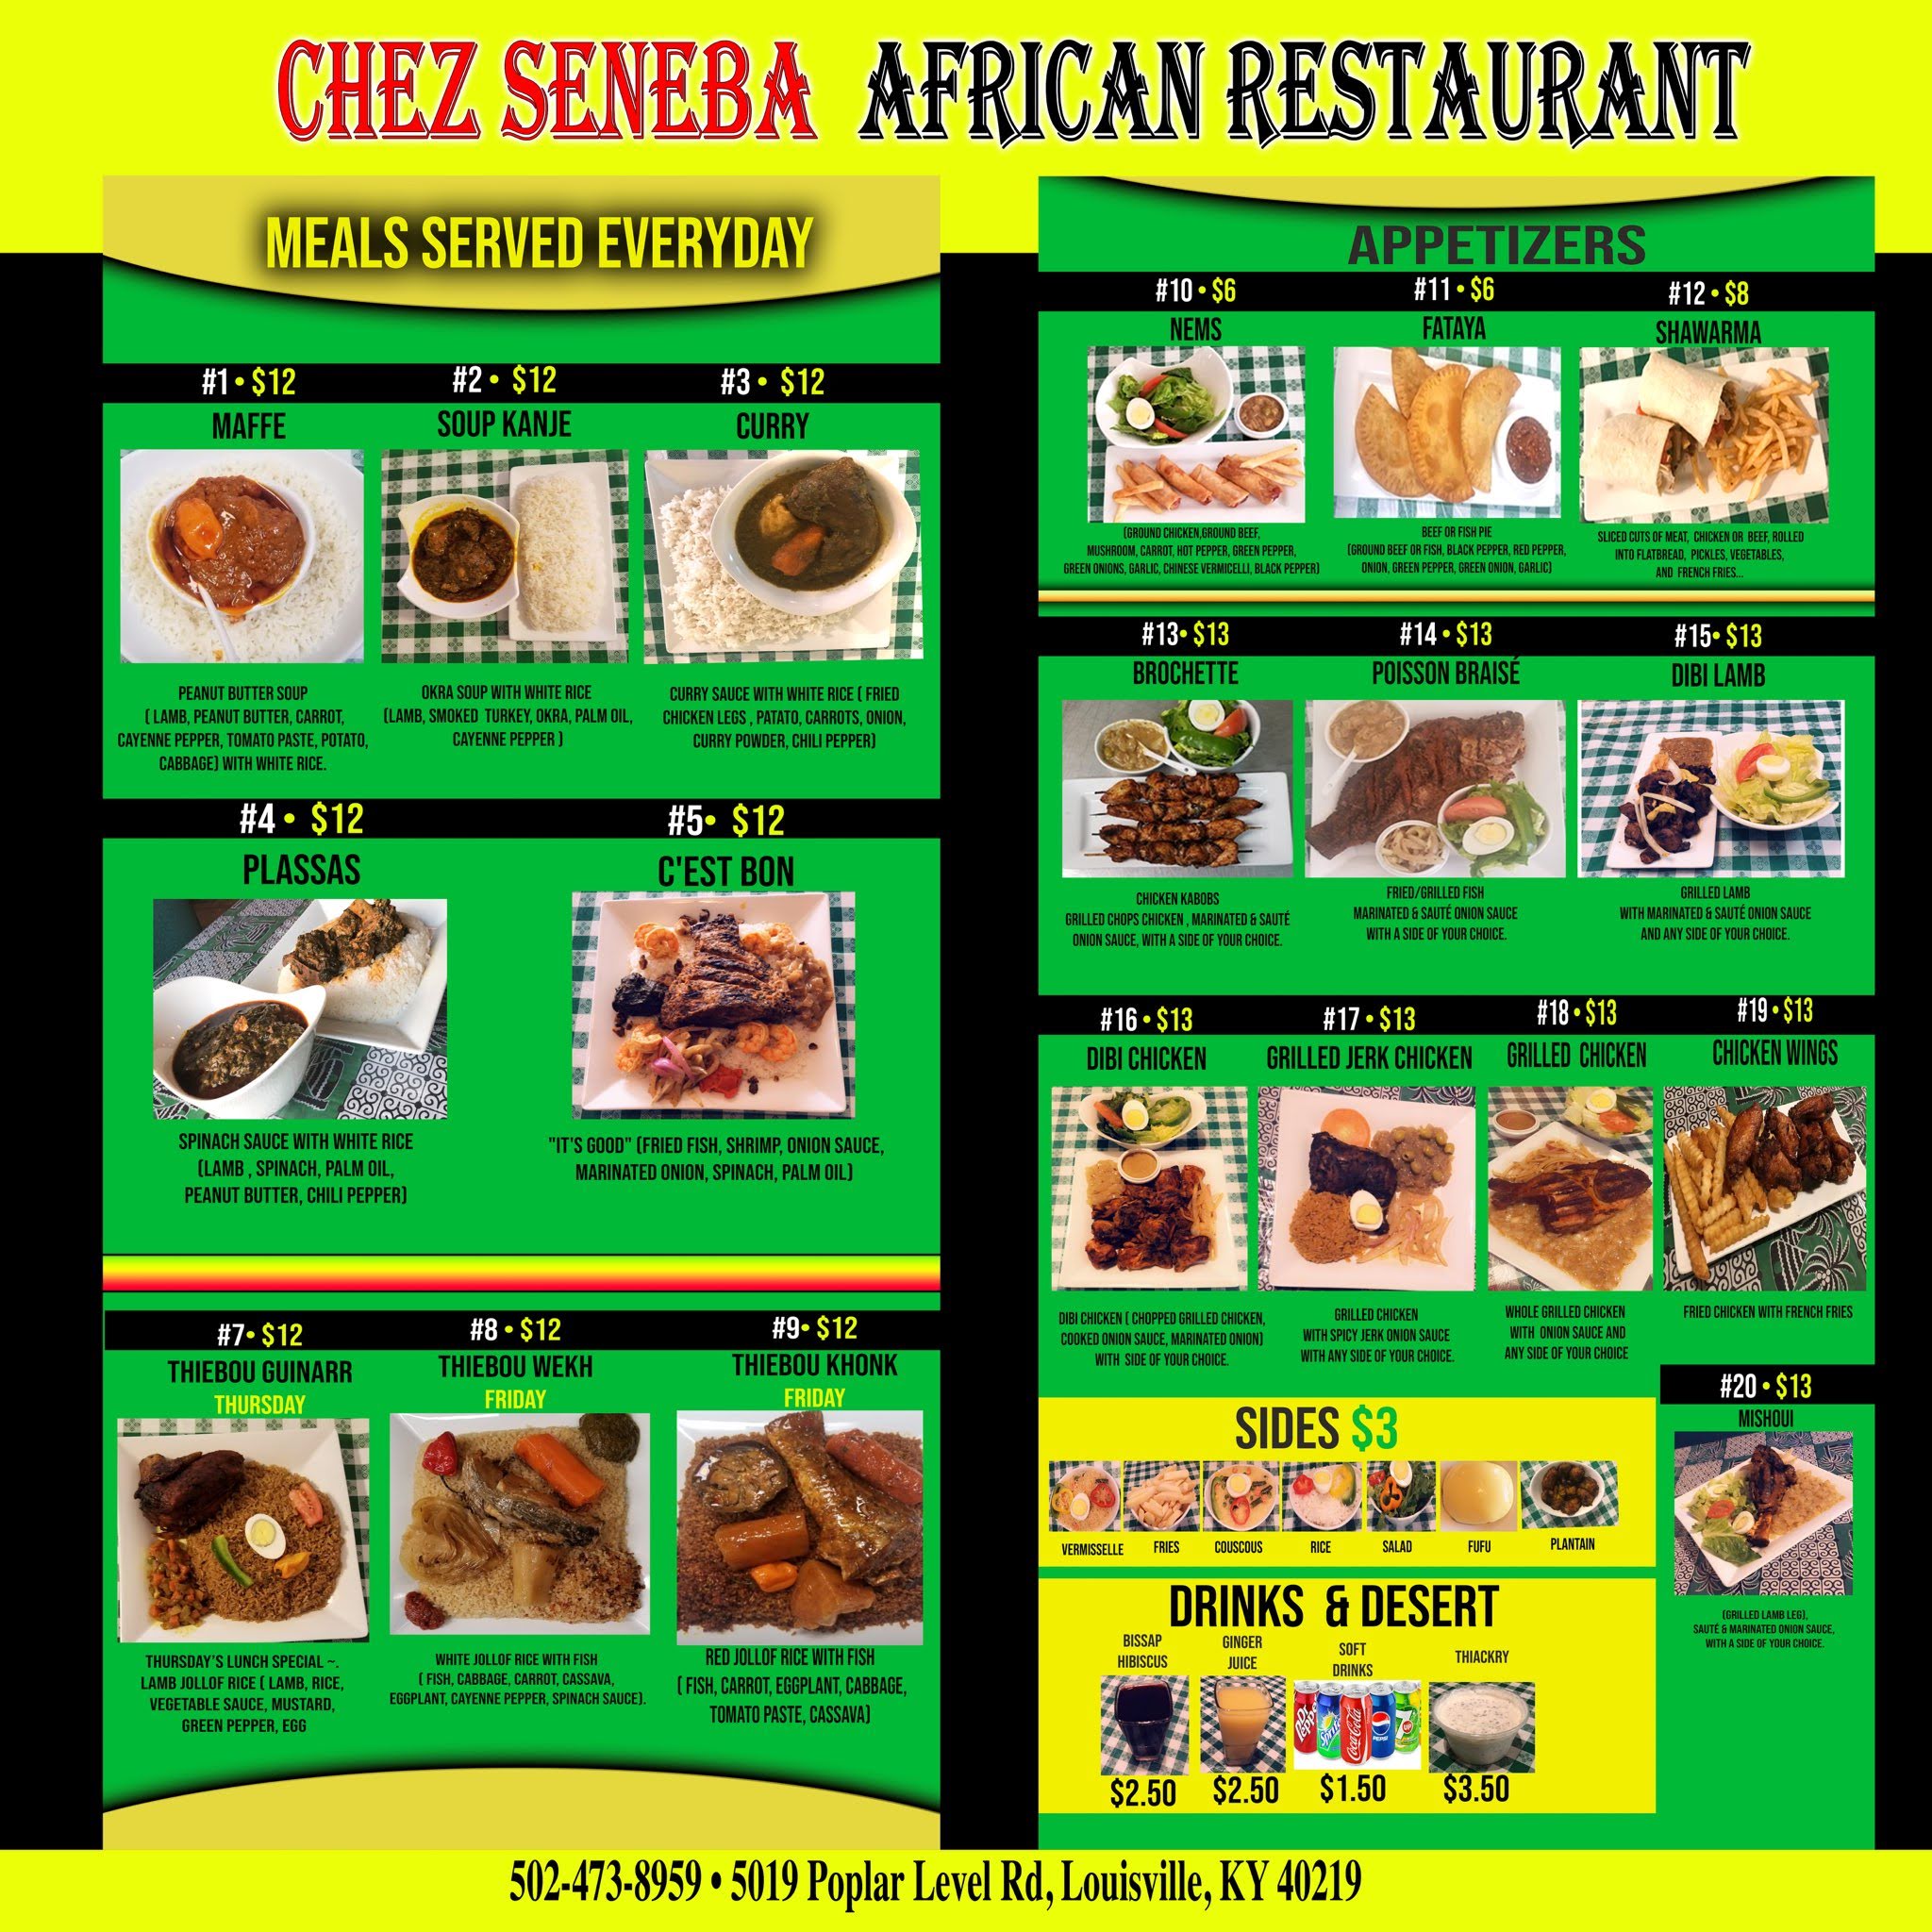 CHEZ SENEBA AFRICAN RESTAURANT
MEALS SERVED EVERYDAY
#1 • $12
MAFFE
PEANUT BUTTER SOUP
( LAMB, PEANUT BUTTER, CARROT,
CAYENNE PEPPER, TOMATO PASTE, POTATO,
CABBAGE) WITH WHITE RICE.
#2 • $12
SOUP KANJE
OKRA SOUP WITH WHITE RICE
(LAMB, SMOKED TURKEY, OKRA, PALM OIL,
CAYENNE PEPPER )
#3 • $12
CURRY
CURRY SAUCE WITH WHITE RICE ( FRIED
CHICKEN LEGS , PATATO, CARROTS, ONION,
CURRY POWDER, CHILI PEPPER)
#4 • $12
PLASSAS
SPINACH SAUCE WITH WHITE RICE
(LAMB , SPINACH, PALM OIL,
PEANUT BUTTER, CHILI PEPPER)
#5• $12
C'EST BON
"IT'S GOOD" (FRIED FISH, SHRIMP, ONION SAUCE,
MARINATED ONION, SPINACH, PALM OIL)
#7• $12
THIEBOU GUINARR
THURSDAY
THURSDAY'S LUNCH SPECIAL ~.
LAMB JOLLOF RICE ( LAMB, RICE,
VEGETABLE SAUCE, MUSTARD,
GREEN PEPPER, EGG
#8 • $12
THIEBOU WEKH
FRIDAY
WHITE JOLLOF RICE WITH FISH
( FISH, CABBAGE, CARROT, CASSAVA,
EGGPLANT, CAYENNE PEPPER, SPINACH SAUCE).
#9• $12
THIEBOU KHONK
FRIDAY
RED JOLLOF RICE WITH FISH
( FISH, CARROT, EGGPLANT, CABBAGE,
TOMATO PASTE, CASSAVA)
APPETIZERS
#10 • $6
NEMS
(GROUND CHICKEN,GROUND BEEF,
MUSHROOM, CARROT, HOT PEPPER, GREEN PEPPER,
GREEN ONIONS, GARLIC, CHINESE VERMICELLI, BLACK PEPPER)
#11 • $6
FATAYA
BEEF OR FISH PIE
(GROUND BEEF OR FISH, BLACK PEPPER, RED PEPPER,
ONION, GREEN PEPPER, GREEN ONION, GARLIC)
#12 • $8
SHAWARMA
SLICED CUTS OF MEAT, CHICKEN OR BEEF, ROLLED
INTO FLATBREAD, PICKLES, VEGETABLES,
AND FRENCH FRIES...
#13• $13
BROCHETTE
CHICKEN KABOBS
GRILLED CHOPS CHICKEN , MARINATED & SAUTÉ
ONION SAUCE, WITH A SIDE OF YOUR CHOICE.
#14 • $13
POISSON BRAISÉ
FRIED/GRILLED FISH
MARINATED & SAUTÉ ONION SAUCE
WITH A SIDE OF YOUR CHOICE.
#15• $13
DIBI LAMB
GRILLED LAMB
WITH MARINATED & SAUTÉ ONION SAUCE
AND ANY SIDE OF YOUR CHOICE.
#16 • $13
DIBI CHICKEN
DIBI CHICKEN ( CHOPPED GRILLED CHICKEN,
COOKED ONION SAUCE, MARINATED ONION)
WITH SIDE OF YOUR CHOICE.
#17 • $13
GRILLED JERK CHICKEN
GRILLED CHICKEN
WITH SPICY JERK ONION SAUCE
WITH ANY SIDE OF YOUR CHOICE.
#18 • $13
GRILLED CHICKEN
WHOLE GRILLED CHICKEN
WITH ONION SAUCE AND
ANY SIDE OF YOUR CHOICE
#19 • $13
CHICKEN WINGS
FRIED CHICKEN WITH FRENCH FRIES
#20 • $13
MISHOUI
(GRILLED LAMB LEG),
SAUTÉ & MARINATED ONION SAUCE,
WITH A SIDE OF YOUR CHOICE.
SIDES $3
VERMISSELLE
FRIES
COUSCOUS
RICE
SALAD
FUFU
PLANTAIN
DRINKS & DESERT
BISSAP
HIBISCUS
$2.50
GINGER
JUICE
$2.50
SOFT
DRINKS
Dr Pepper
Sprite
Coca-Cola
PEPSI
7UP
$1.50
THIACKRY
$3.50
502-473-8959 • 5019 Poplar Level Rd, Louisville, KY 40219